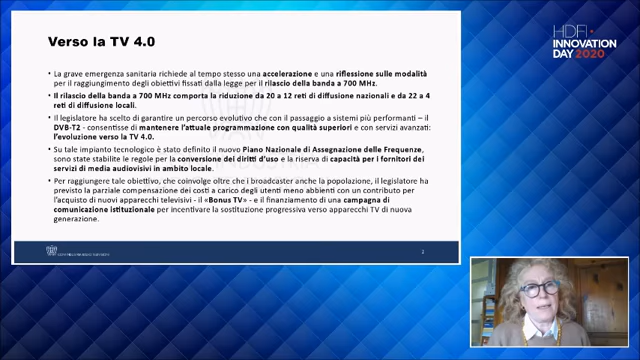 Verso la TV 4.0
• La grave emergenza sanitaria richiede al tempo stesso una accelerazione e una riflessione sulle modalità
per il raggiungimento degli obiettivi fissati dalla legge per il rilascio della banda a 700 MHz.
• Il rilascio della banda a 700 MHz comporta la riduzione da 20 a 12 reti di diffusione nazionali e da 22 a 4
reti di diffusione locali.
• Il legislatore ha scelto di garantire un percorso evolutivo che con il passaggio a sistemi più performanti – il
DVB-T2 - consentisse di mantenere l'attuale programmazione con qualità superiori e con servizi avanzati:
l'evoluzione verso la TV 4.0.
• Su tale impianto tecnologico è stato definito il nuovo Piano Nazionale di Assegnazione delle Frequenze,
sono state stabilite le regole per la conversione dei diritti d'uso e la riserva di capacità per i fornitori dei
servizi di media audiovisivi in ambito locale.
• Per raggiungere tale obiettivo, che coinvolge oltre che i broadcaster anche la popolazione, il legislatore ha
previsto la parziale compensazione dei costi a carico degli utenti meno abbienti con un contributo per
l'acquisto di nuovi apparecchi televisivi - il «Bonus TV» - e il finanziamento di una campagna di
comunicazione istituzionale per incentivare la sostituzione progressiva verso apparecchi TV di nuova
generazione.
2
HDFI
INNOVATION
DAY 2020